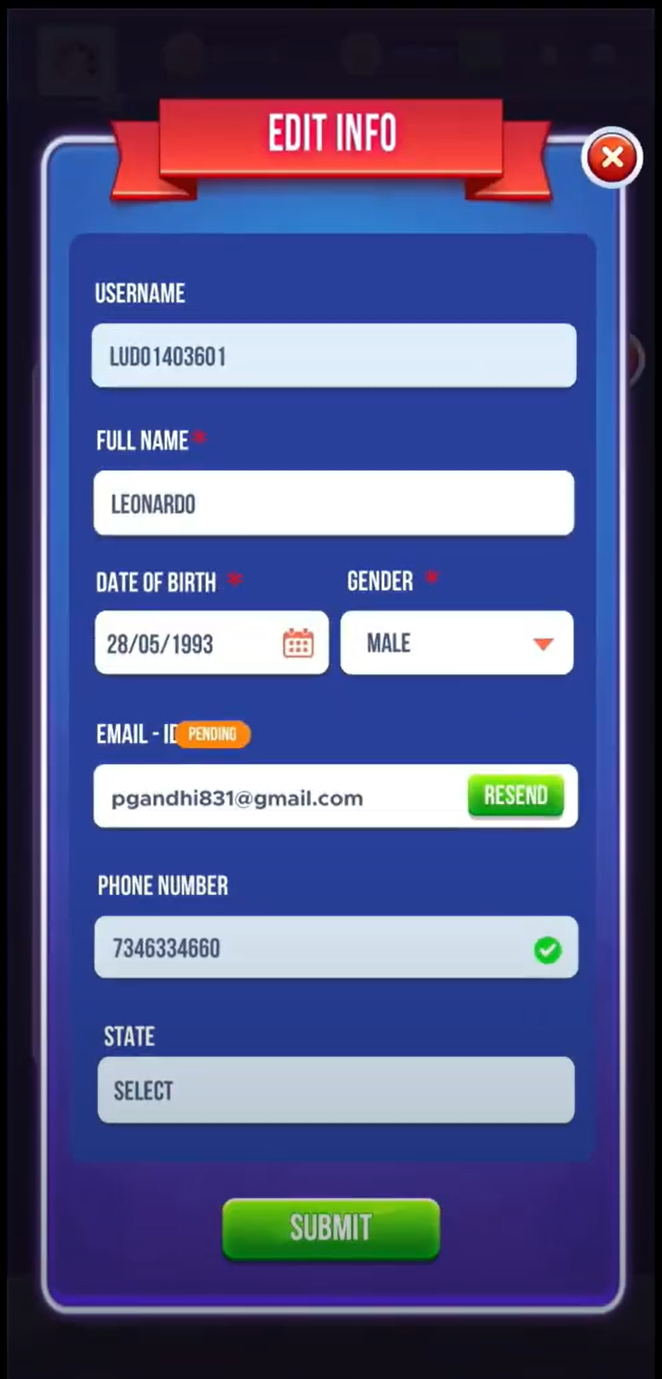 EDIT INFO
USERNAME
LUDO1403601
FULL NAME *
LEONARDO
DATE OF BIRTH * GENDER *
28/05/1993 MALE
EMAIL - ID PENDING
pgandhi831@gmail.com RESEND
PHONE NUMBER
7346334660
STATE
SELECT
SUBMIT